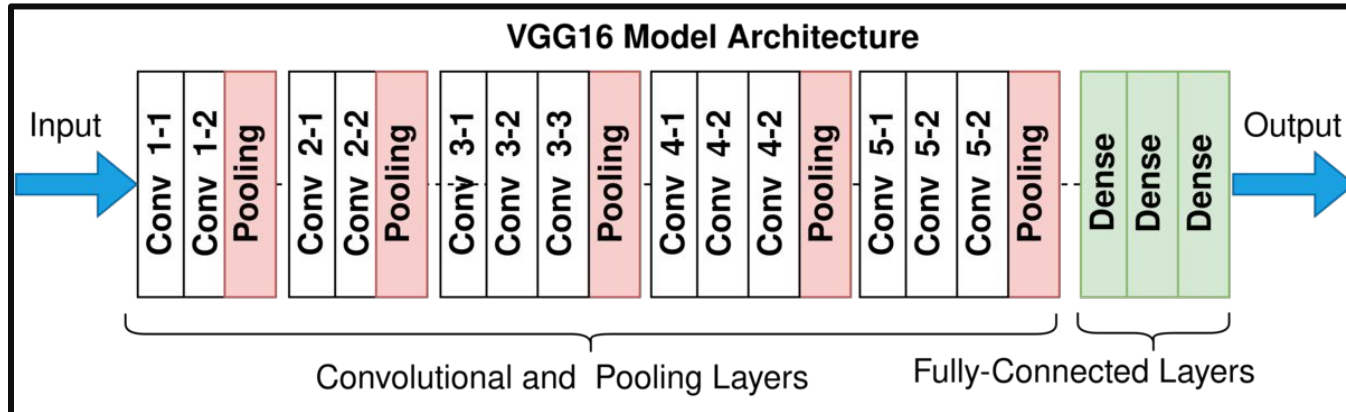 VGG16 Model Architecture
Input
Conv 1-1
Conv 1-2
Pooling
Conv 2-1
Conv 2-2
Pooling
Conv 3-1
Conv 3-2
Conv 3-3
Pooling
Conv 4-1
Conv 4-2
Conv 4-2
Pooling
Conv 5-1
Conv 5-2
Conv 5-2
Pooling
Dense
Dense
Dense
Output
Convolutional and Pooling Layers
Fully-Connected Layers